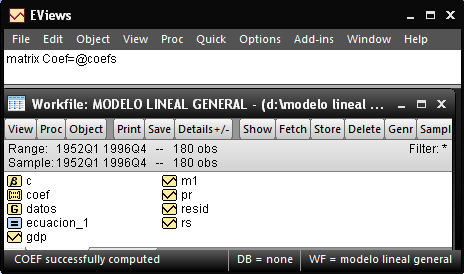 EViews
File Edit Object View Proc Quick Options Add-ins Window Help
matrix Coef=@coefs
Workfile: MODELO LINEAL GENERAL - (d:\modelo lineal ...
View Proc Object Print Save Details+/- Show Fetch Store Delete Genr Sampl
Range: 1952Q1 1996Q4 -- 180 obs Filter: *
Sample: 1952Q1 1996Q4 -- 180 obs
β c m1
coef pr
G datos resid
= ecuacion_1 rs
gdp
COEF successfully computed DB = none WF = modelo lineal general